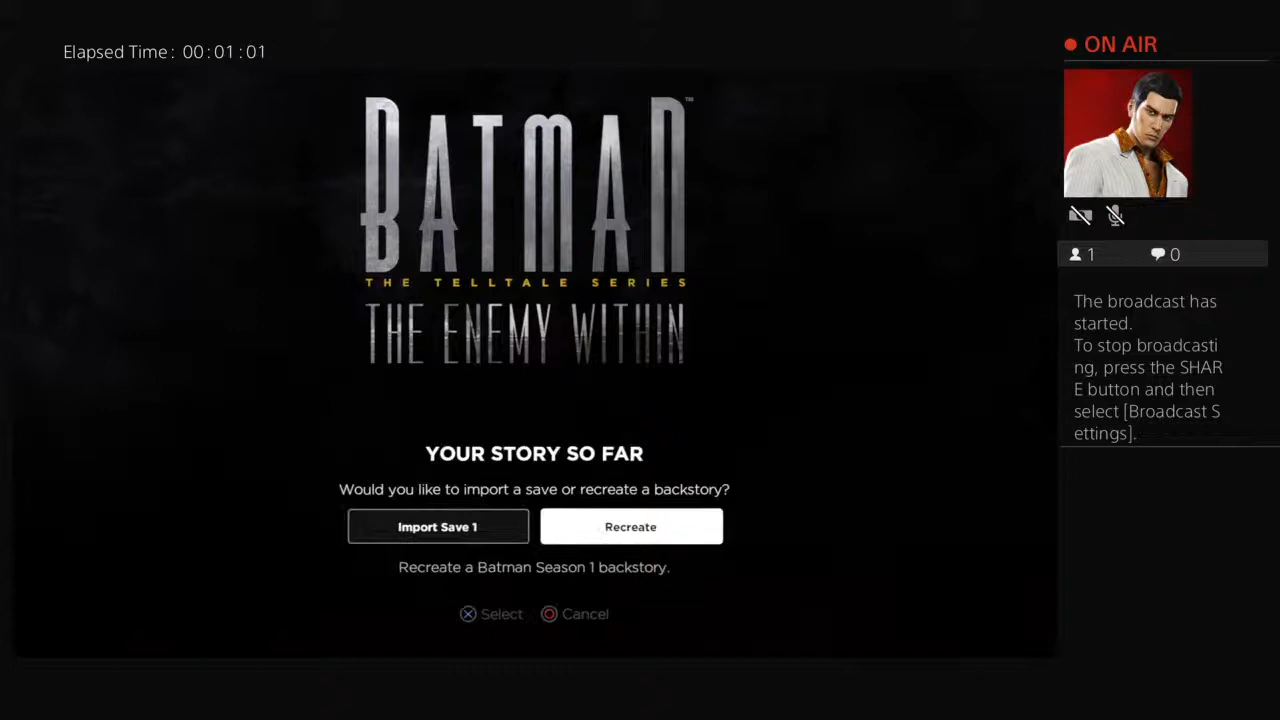 Elapsed Time: 00:01:01
ON AIR
BATMAN™
THE TELLTALE SERIES
THE ENEMY WITHIN
1 0
The broadcast has
started.
To stop broadcasti
ng, press the SHAR
E button and then
select [Broadcast S
ettings].
YOUR STORY SO FAR
Would you like to import a save or recreate a backstory?
Import Save 1 Recreate
Recreate a Batman Season 1 backstory.
Select Cancel